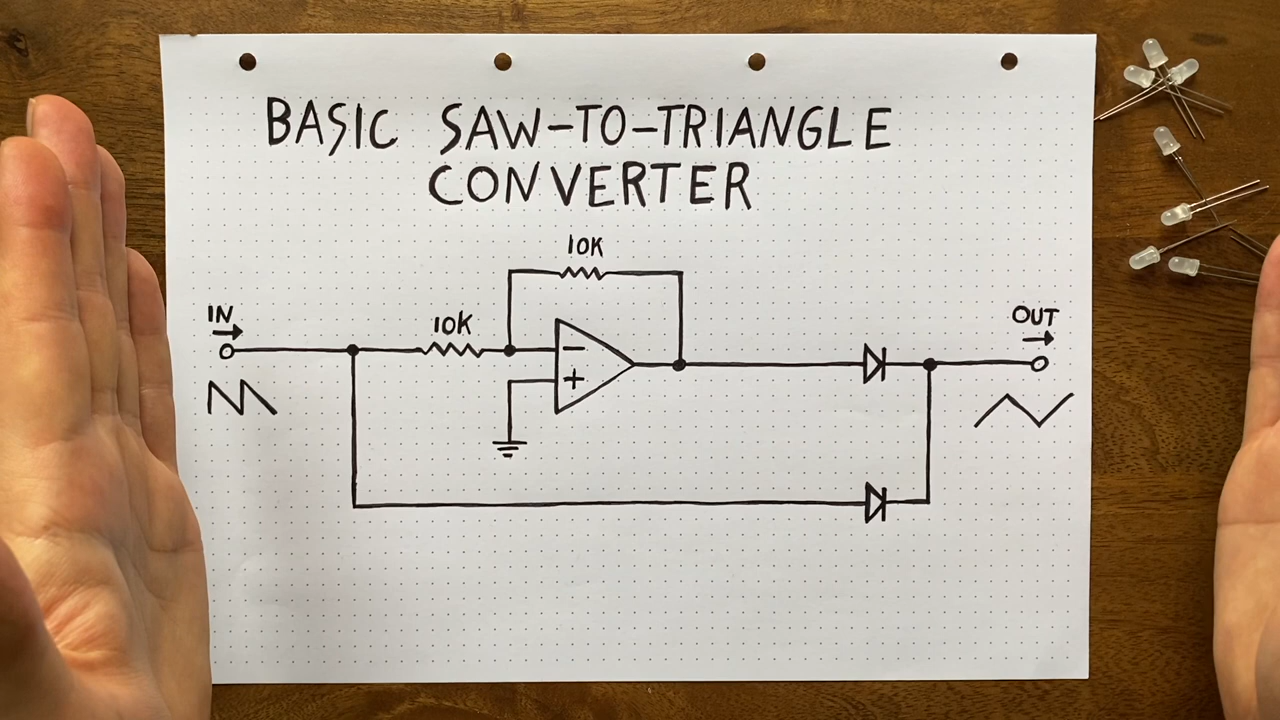 BASIC SAW-TO-TRIANGLE
CONVERTER
10K
IN
10K
OUT
−
+